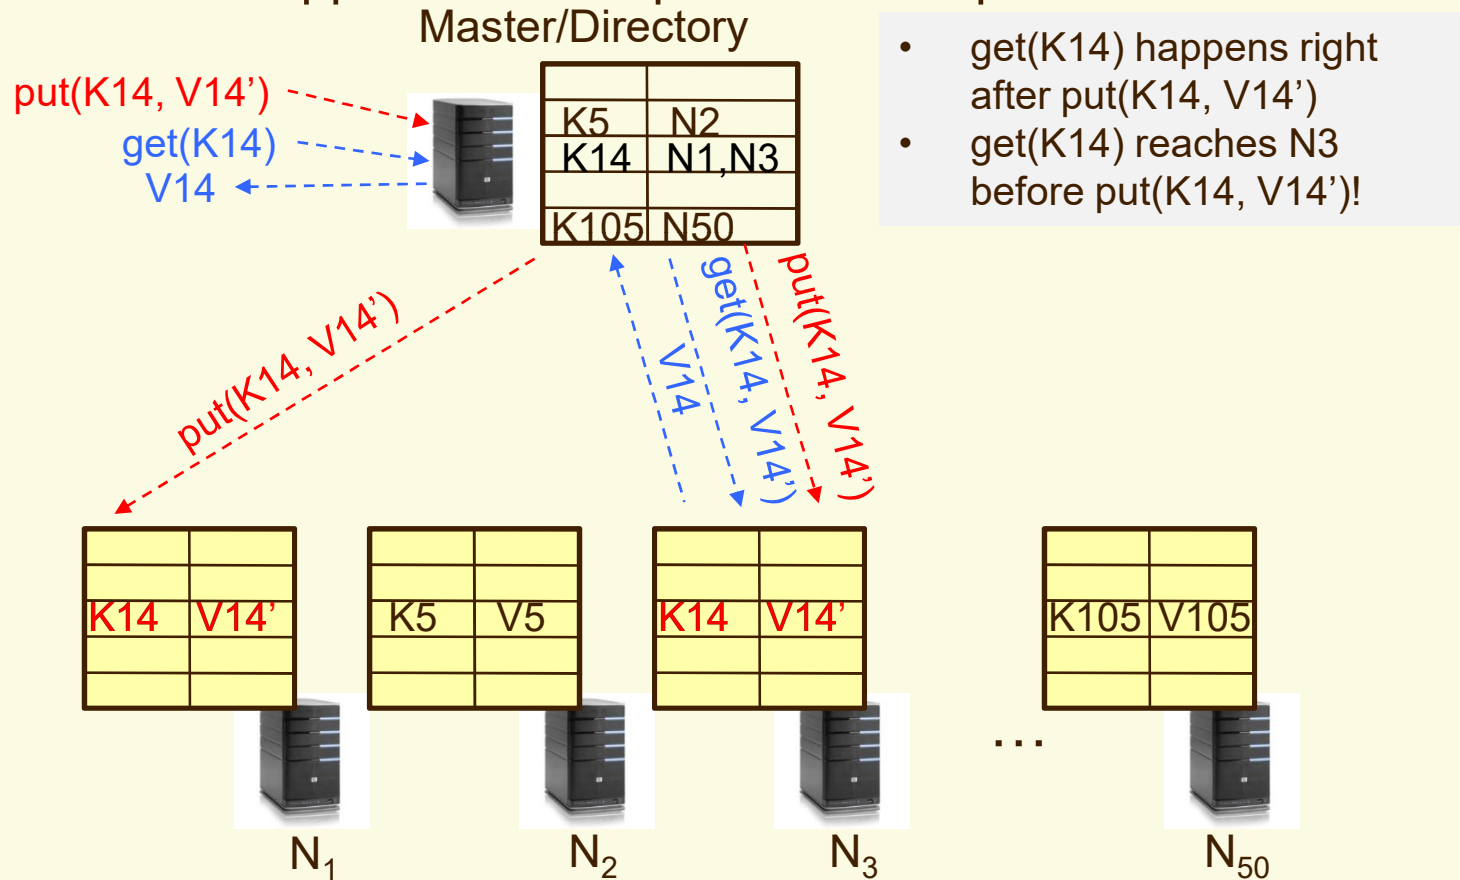 Master/Directory
• get(K14) happens right
after put(K14, V14’)
• get(K14) reaches N3
before put(K14, V14’)!
put(K14, V14’)
get(K14)
V14
K5 N2
K14 N1,N3
K105 N50
put(K14, V14’)
V14
get(K14, V14’)
put(K14, V14’)
K14 V14’
K5 V5
K14 V14’
K105 V105
…
N1
N2
N3
N50